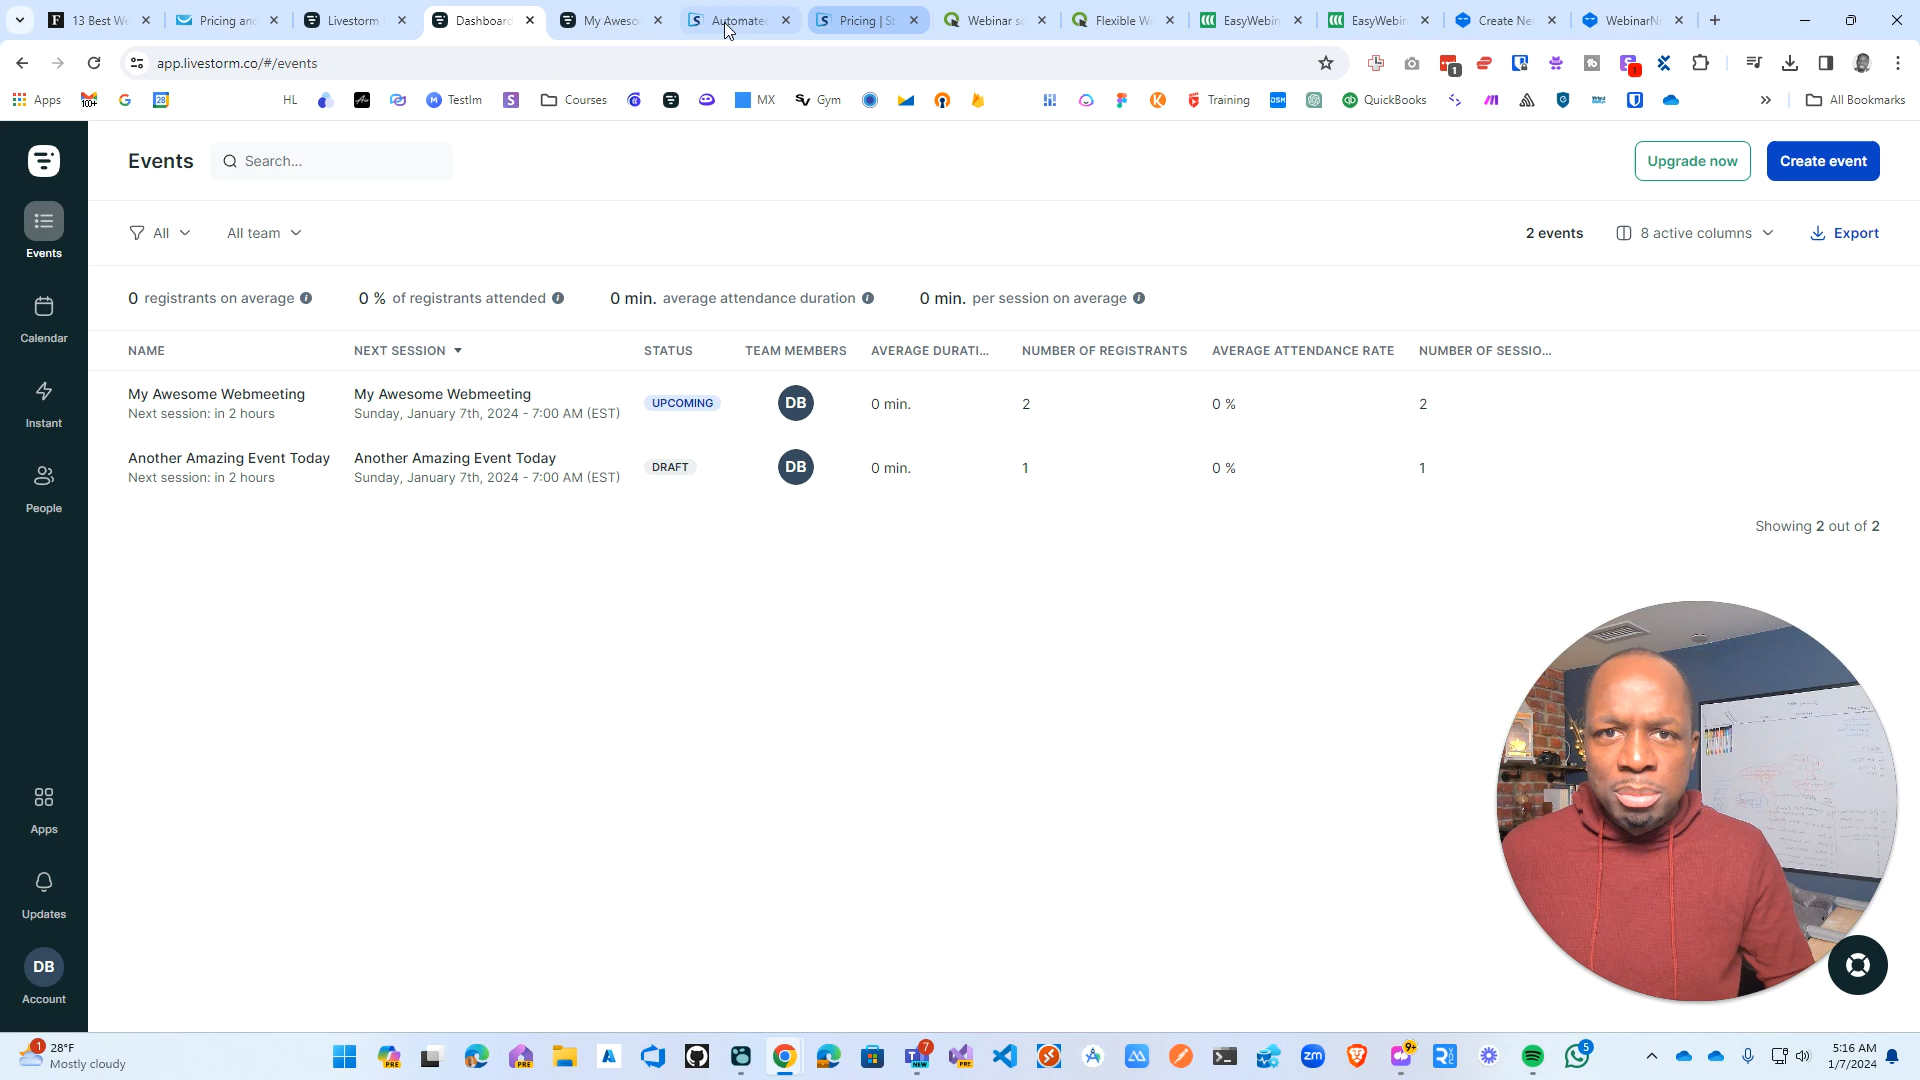 13 Best We
Pricing an
Livestorm
Dashboard
My Aweso
Automated
Pricing | St
Webinar s
Flexible W
EasyWebin
EasyWebin
Create Ne
WebinarN
app.livestorm.co/#/events
Apps
HL
TestIm
Courses
MX
Gym
Training
QuickBooks
All Bookmarks
Events
Search...
Upgrade now
Create event
All
All team
2 events
8 active columns
Export
0 registrants on average
0 % of registrants attended
0 min. average attendance duration
0 min. per session on average
NAME
NEXT SESSION
STATUS
TEAM MEMBERS
AVERAGE DURATI...
NUMBER OF REGISTRANTS
AVERAGE ATTENDANCE RATE
NUMBER OF SESSIO...
My Awesome Webmeeting
Next session: in 2 hours
My Awesome Webmeeting
Sunday, January 7th, 2024 - 7:00 AM (EST)
UPCOMING
DB
0 min.
2
0 %
2
Another Amazing Event Today
Next session: in 2 hours
Another Amazing Event Today
Sunday, January 7th, 2024 - 7:00 AM (EST)
DRAFT
DB
0 min.
1
0 %
1
Showing 2 out of 2
Events
Calendar
Instant
People
Apps
Updates
DB
Account
28°F
Mostly cloudy
5:16 AM
1/7/2024